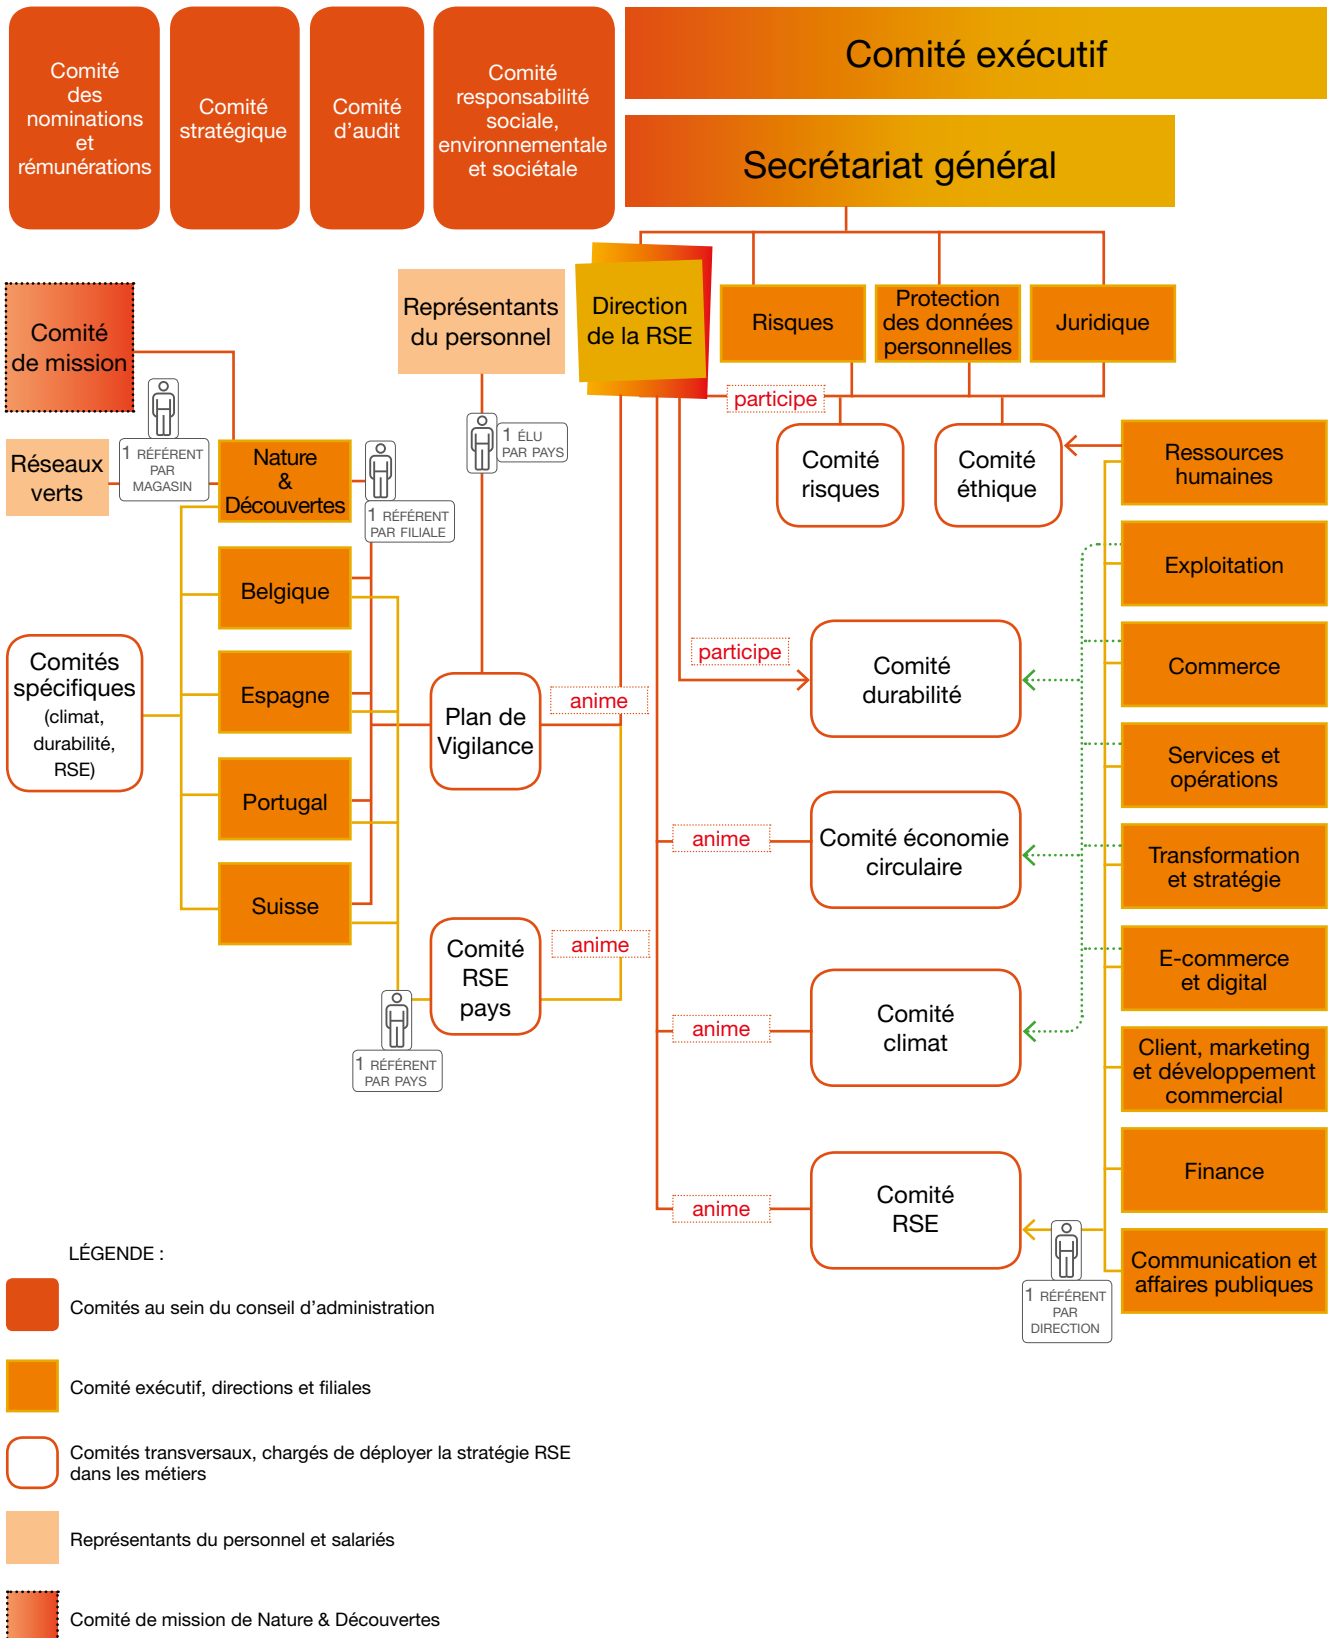 Comité
des
nominations
et
rémunérations
Comité
stratégique
Comité
d'audit
Comité
responsabilité
sociale,
environnementale
et sociétale
Comité exécutif
Secrétariat général
Comité
de mission
Représentants
du personnel
Direction
de la RSE
Risques
Protection
des données
personnelles
Juridique
participe
1 RÉFÉRENT
PAR
MAGASIN
1 ÉLU
PAR PAYS
Réseaux
verts
Nature
&
Découvertes
1 RÉFÉRENT
PAR FILIALE
Comité
risques
Comité
éthique
Ressources
humaines
Exploitation
Belgique
Comités
spécifiques
(climat,
durabilité,
RSE)
Espagne
Plan de
Vigilance
anime
participe
Comité
durabilité
Commerce
Services et
opérations
Portugal
anime
Comité économie
circulaire
Transformation
et stratégie
Suisse
Comité
RSE
pays
anime
E-commerce
et digital
1 RÉFÉRENT
PAR PAYS
anime
Comité
climat
Client, marketing
et développement
commercial
Finance
anime
Comité
RSE
1 RÉFÉRENT
PAR
DIRECTION
Communication et
affaires publiques
LÉGENDE :
Comités au sein du conseil d'administration
Comité exécutif, directions et filiales
Comités transversaux, chargés de déployer la stratégie RSE
dans les métiers
Représentants du personnel et salariés
Comité de mission de Nature & Découvertes